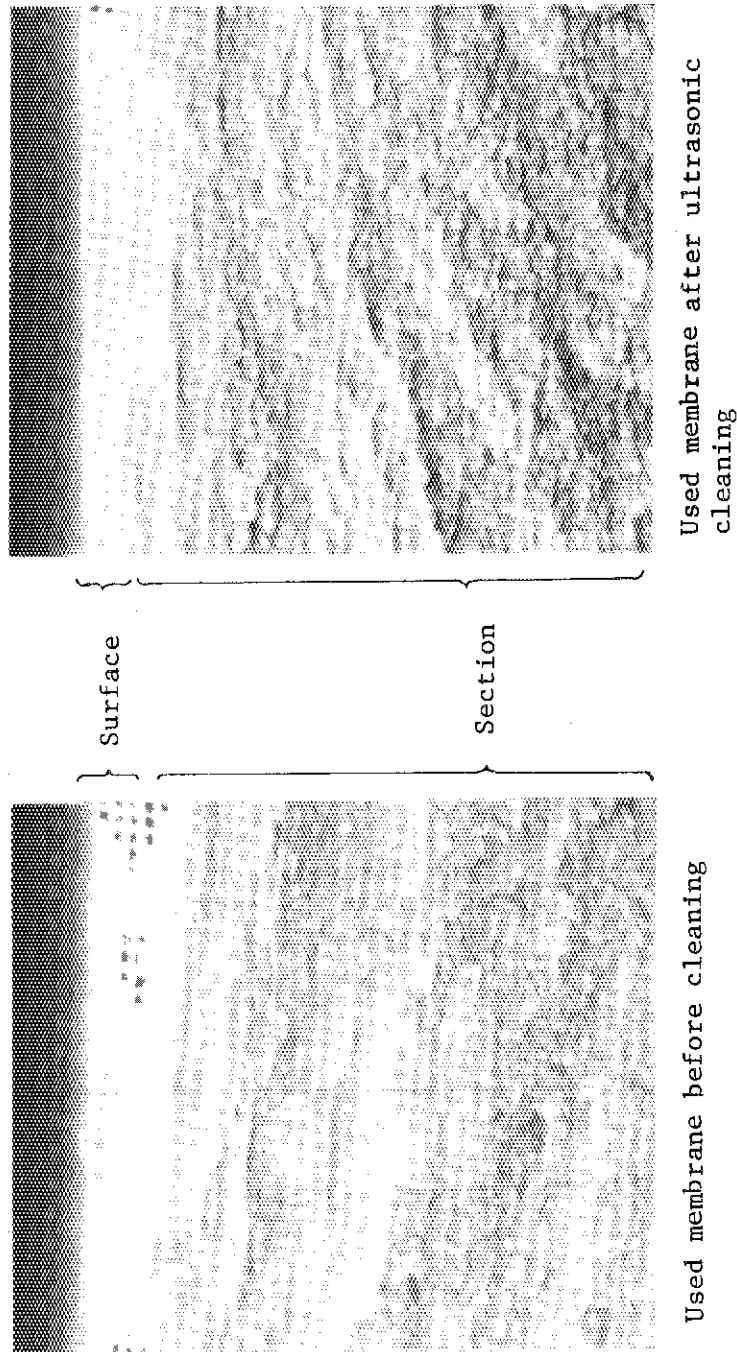 Surface
Section
Used membrane before cleaning
Used membrane after ultrasonic
cleaning